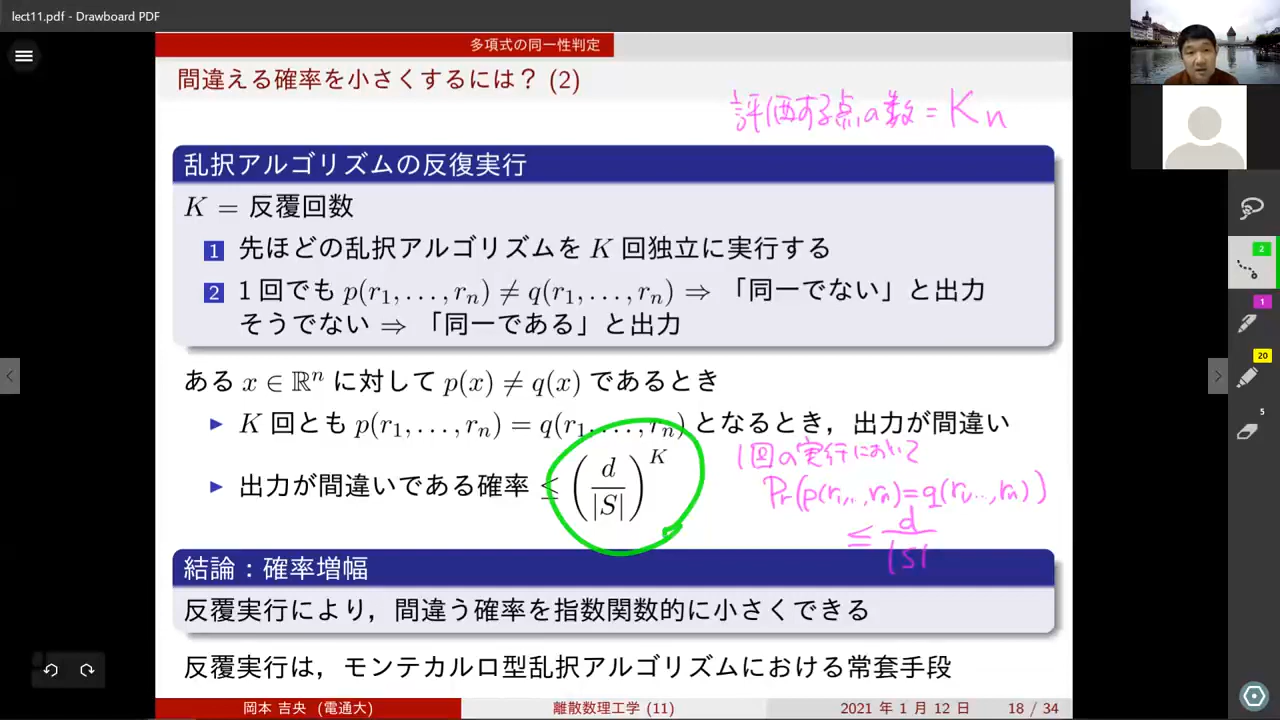 lect11.pdf - Drawboard PDF
多項式の同一性判定
間違える確率を小さくするには？ (2)
評価する点の数 = Kn
乱択アルゴリズムの反復実行
K = 反覆回数
1 先ほどの乱択アルゴリズムを K 回独立に実行する
2 1 回でも p(r₁, . . . , rₙ) ≠ q(r₁, . . . , rₙ) ⇒ 「同一でない」と出力
そうでない ⇒ 「同一である」と出力
ある x ∈ ℝⁿ に対して p(x) ≠ q(x) であるとき
▶ K 回とも p(r₁, . . . , rₙ) = q(r₁, . . . , rₙ) となるとき，出力が間違い
1回の実行において
▶ 出力が間違いである確率 ≤ (d/|S|)^K
Pr(p(r₁,..,rₙ)=q(r₁,...,rₙ))
≦ d/|S|
結論：確率増幅
反覆実行により，間違う確率を指数関数的に小さくできる
反覆実行は，モンテカルロ型乱択アルゴリズムにおける常套手段
岡本 吉央 (電通大)
離散数理工学 (11)
2021 年 1 月 12 日
18 / 34
2
1
20
5